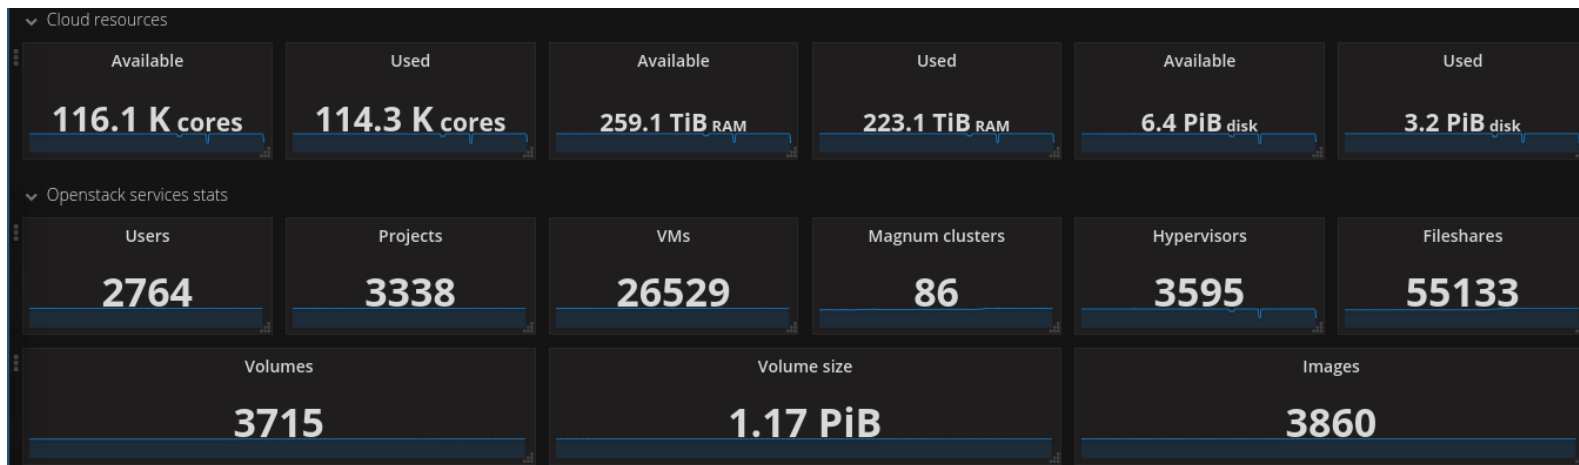 Cloud resources
Available
Used
Available
Used
Available
Used
116.1 K cores
114.3 K cores
259.1 TiB RAM
223.1 TiB RAM
6.4 PiB disk
3.2 PiB disk
Openstack services stats
Users
Projects
VMs
Magnum clusters
Hypervisors
Fileshares
2764
3338
26529
86
3595
55133
Volumes
Volume size
Images
3715
1.17 PiB
3860